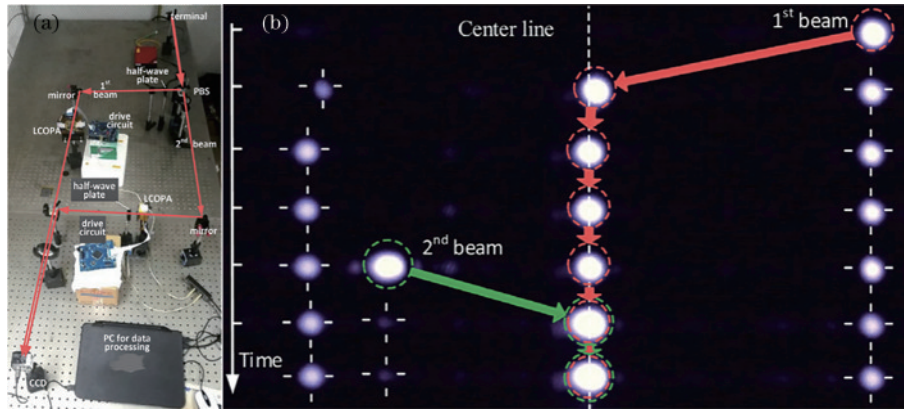 (a)
terminal
half-wave
plate
1st
beam
mirror
PBS
drive
circuit
LCOPA
2nd
beam
half-wave
plate
LCOPA
drive
circuit
mirror
PC for data
processing
CCD
(b)
Center line
1st beam
2nd beam
Time